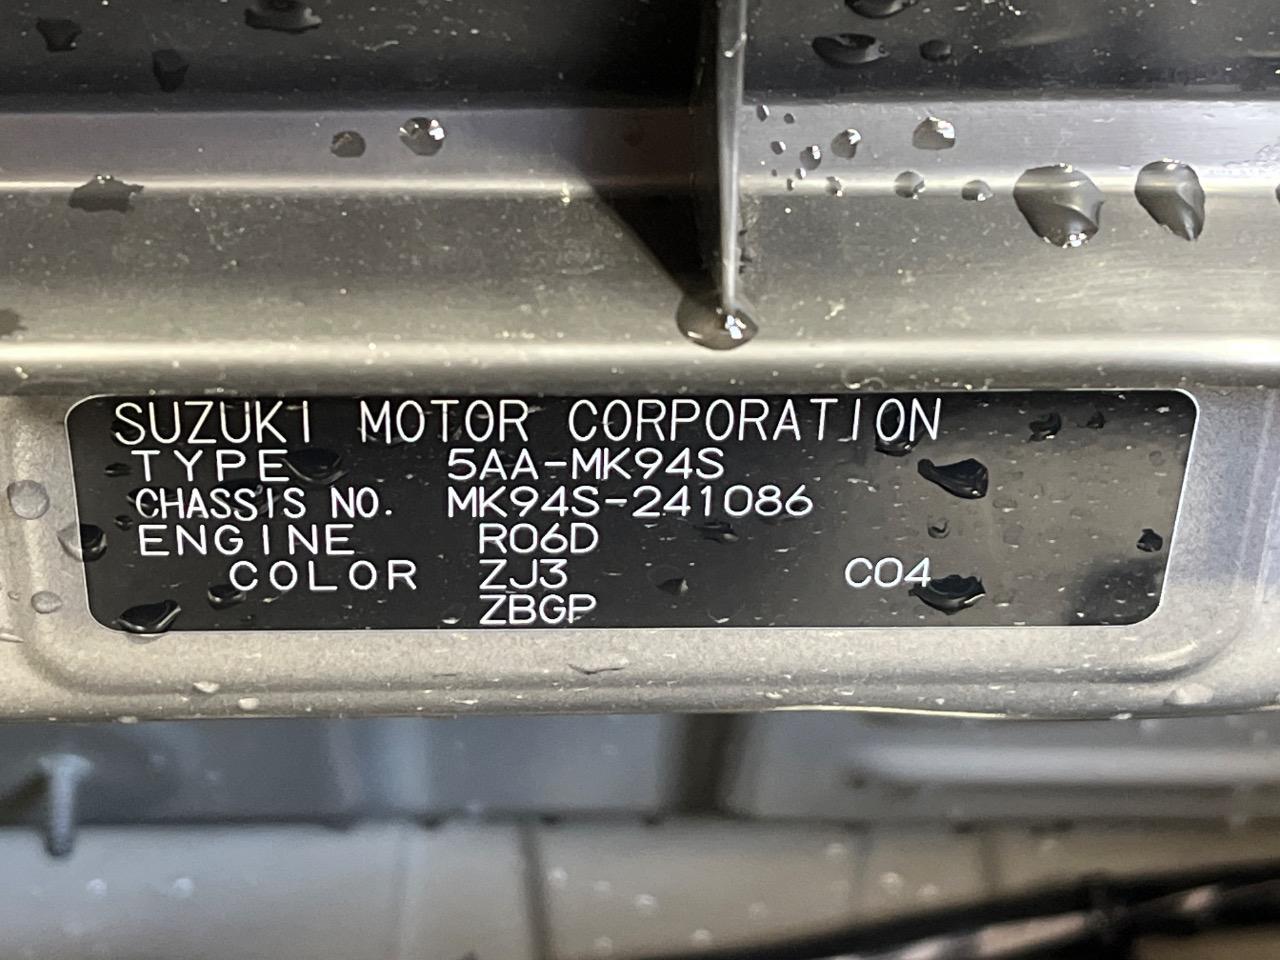 SUZUKI MOTOR CORPORATION
TYPE 5AA-MK94S
CHASSIS NO. MK94S-241086
ENGINE R06D
COLOR ZJ3 C04
ZBGP